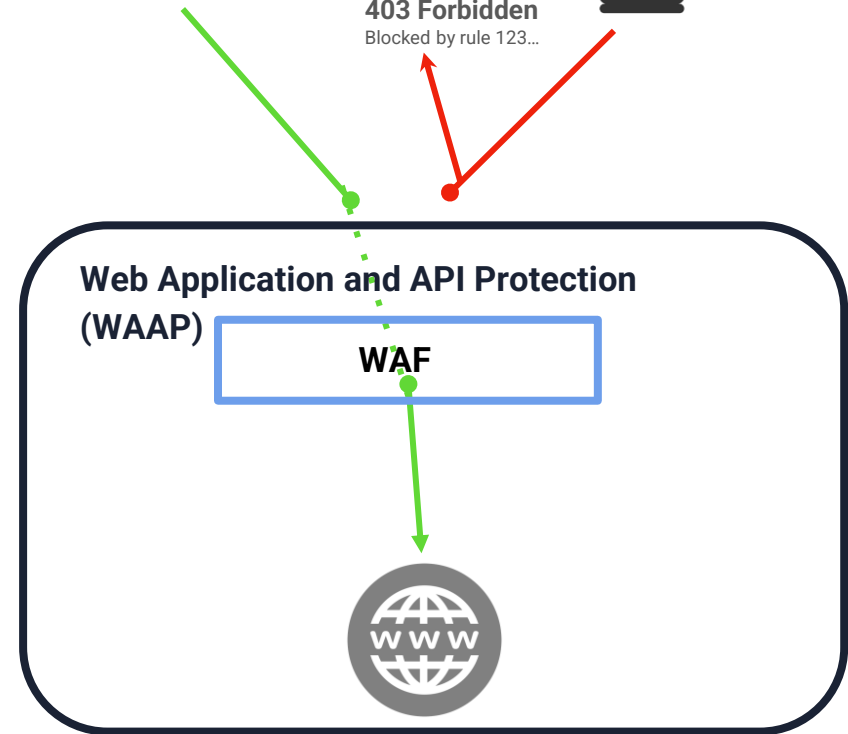 403 Forbidden
Blocked by rule 123...
Web Application and API Protection
(WAAP)
WAF
WWW